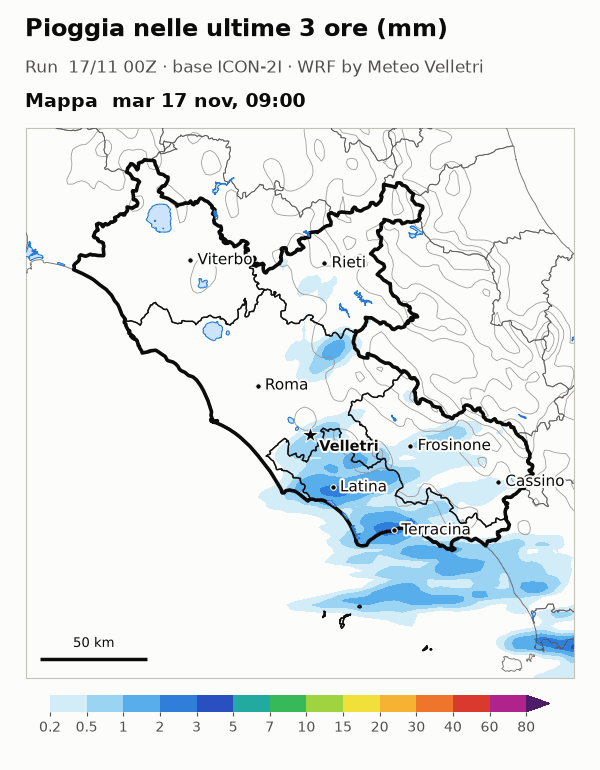 Pioggia nelle ultime 3 ore (mm)
Run 17/11 00Z · base ICON-2I · WRF by Meteo Velletri
Mappa mar 17 nov, 09:00
Viterbo
Rieti
Roma
Velletri
Frosinone
Latina
Cassino
Terracina
50 km
0.2 0.5 1 2 3 5 7 10 15 20 30 40 60 80